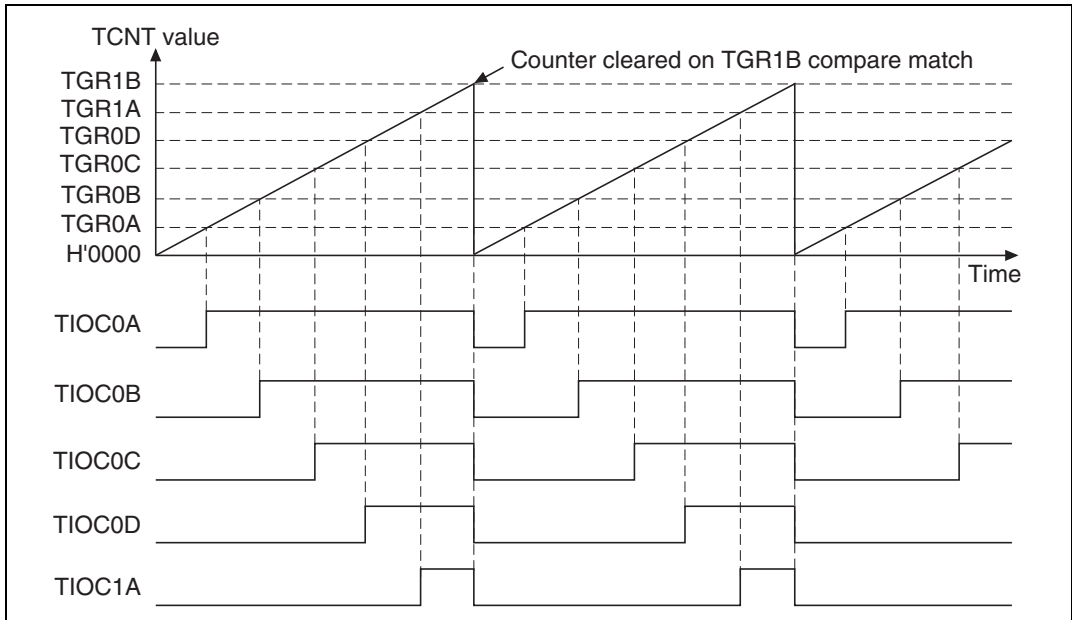 TCNT value
Counter cleared on TGR1B compare match
TGR1B
TGR1A
TGR0D
TGR0C
TGR0B
TGR0A
H'0000
Time
TIOC0A
TIOC0B
TIOC0C
TIOC0D
TIOC1A